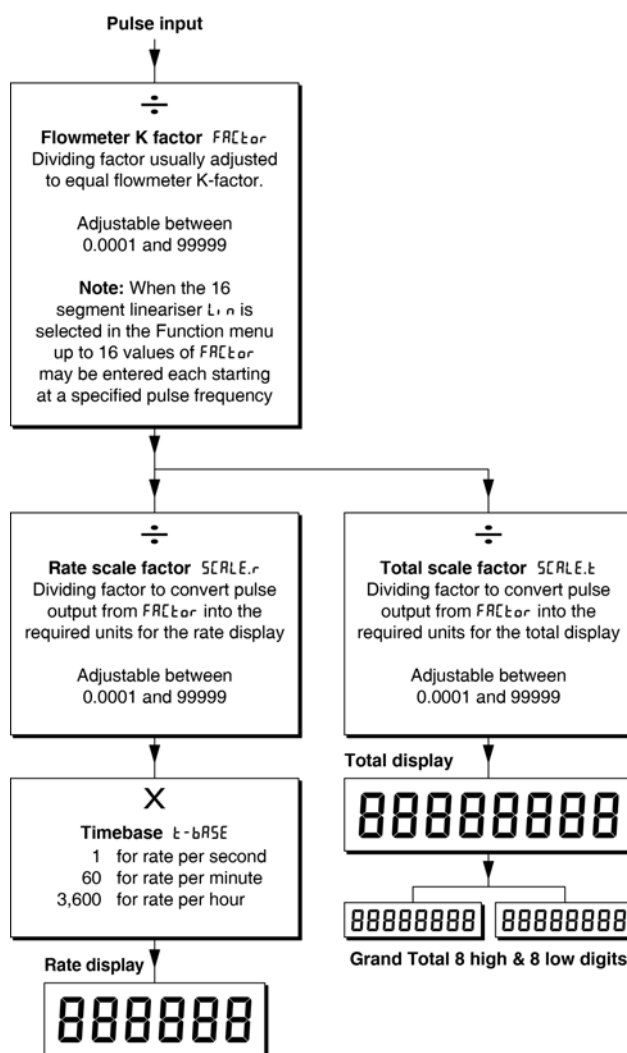 Pulse input
÷
Flowmeter K factor FACtor
Dividing factor usually adjusted
to equal flowmeter K-factor.
Adjustable between
0.0001 and 99999
Note: When the 16
segment lineariser Lin is
selected in the Function menu
up to 16 values of FACtor
may be entered each starting
at a specified pulse frequency
÷
Rate scale factor SCALE.r
Dividing factor to convert pulse
output from FACtor into the
required units for the rate display
Adjustable between
0.0001 and 99999
÷
Total scale factor SCALE.t
Dividing factor to convert pulse
output from FACtor into the
required units for the total display
Adjustable between
0.0001 and 99999
X
Timebase t-bASE
1 for rate per second
60 for rate per minute
3,600 for rate per hour
Rate display
888888
Total display
88888888
88888888 88888888
Grand Total 8 high & 8 low digits